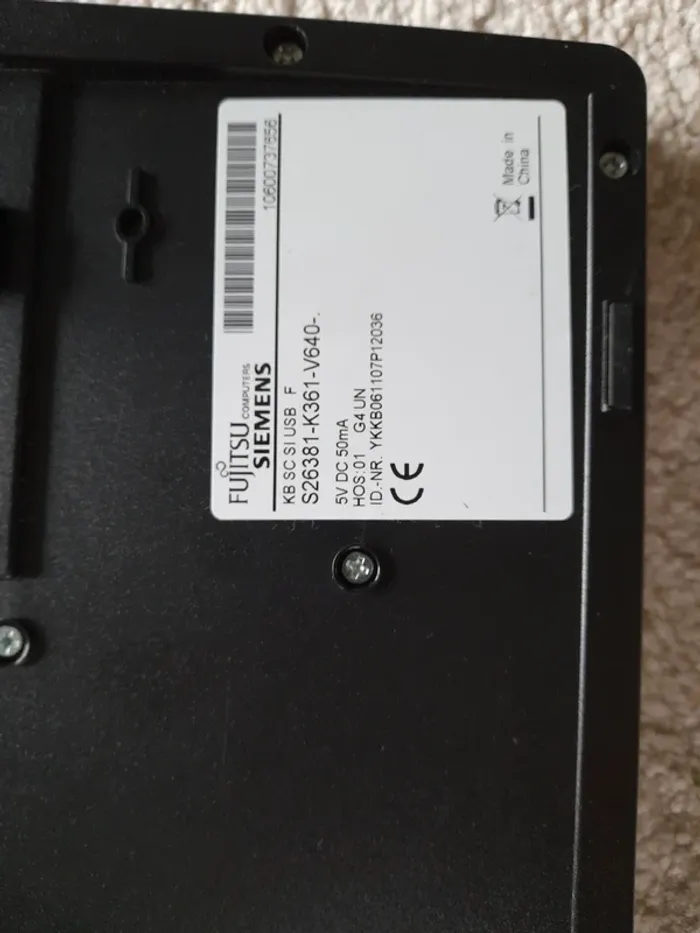 FUJITSU COMPUTERS
SIEMENS
10600737656
KB SC SI USB F
S26381-K361-V640-.
5V DC 50mA
HOS:01 G4 UN
ID.-NR. YKKB061107P12036
CE
Made in
China